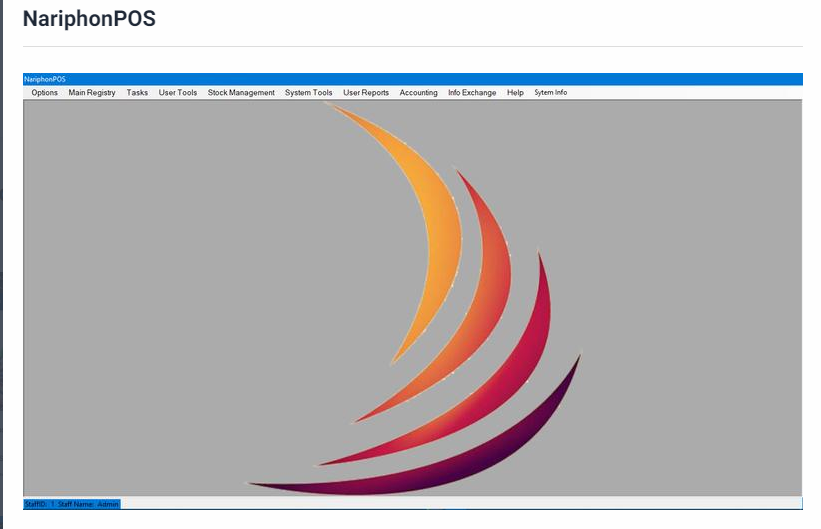 NariphonPOS
NariphonPOS
Options Main Registry Tasks User Tools Stock Management System Tools User Reports Accounting Info Exchange Help Sytem Info
StaffID: 1 Staff Name: Admin